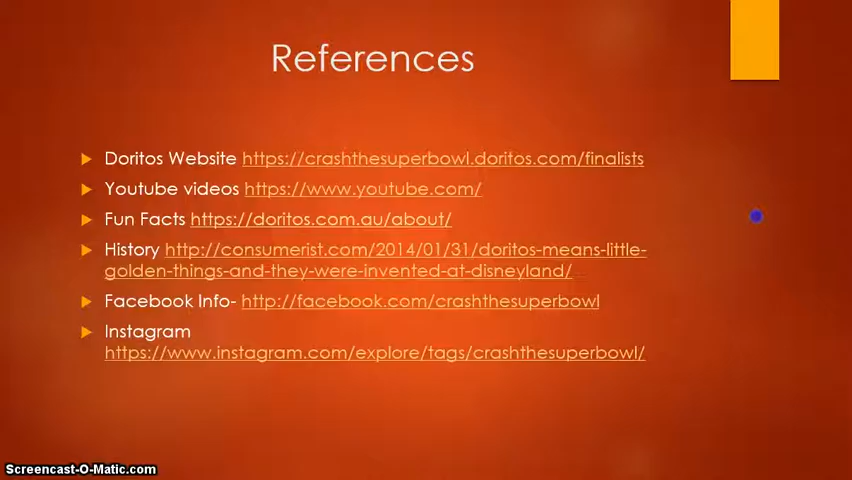 References
Doritos Website https://crashthesuperbowl.doritos.com/finalists
Youtube videos https://www.youtube.com/
Fun Facts https://doritos.com.au/about/
History http://consumerist.com/2014/01/31/doritos-means-little-
golden-things-and-they-were-invented-at-disneyland/
Facebook Info- http://facebook.com/crashthesuperbowl
Instagram
https://www.instagram.com/explore/tags/crashthesuperbowl/
Screencast-O-Matic.com